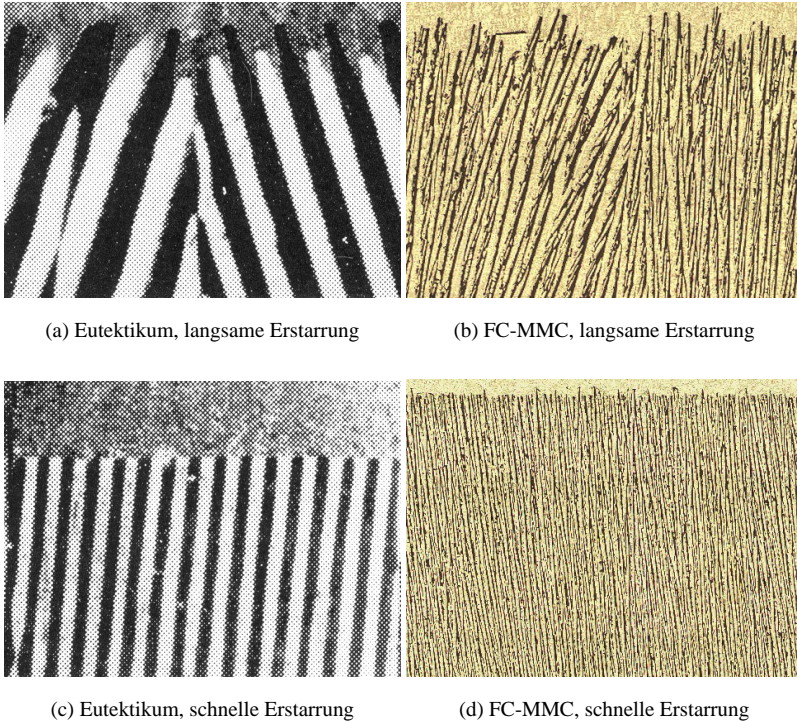 (a) Eutektikum, langsame Erstarrung
(b) FC-MMC, langsame Erstarrung
(c) Eutektikum, schnelle Erstarrung
(d) FC-MMC, schnelle Erstarrung